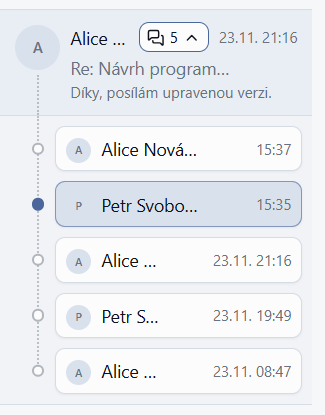 A Alice ... 5 23.11. 21:16
Re: Návrh program...
Díky, posílám upravenou verzi.
A Alice Nová... 15:37
P Petr Svobo... 15:35
A Alice ... 23.11. 21:16
P Petr S... 23.11. 19:49
A Alice ... 23.11. 08:47